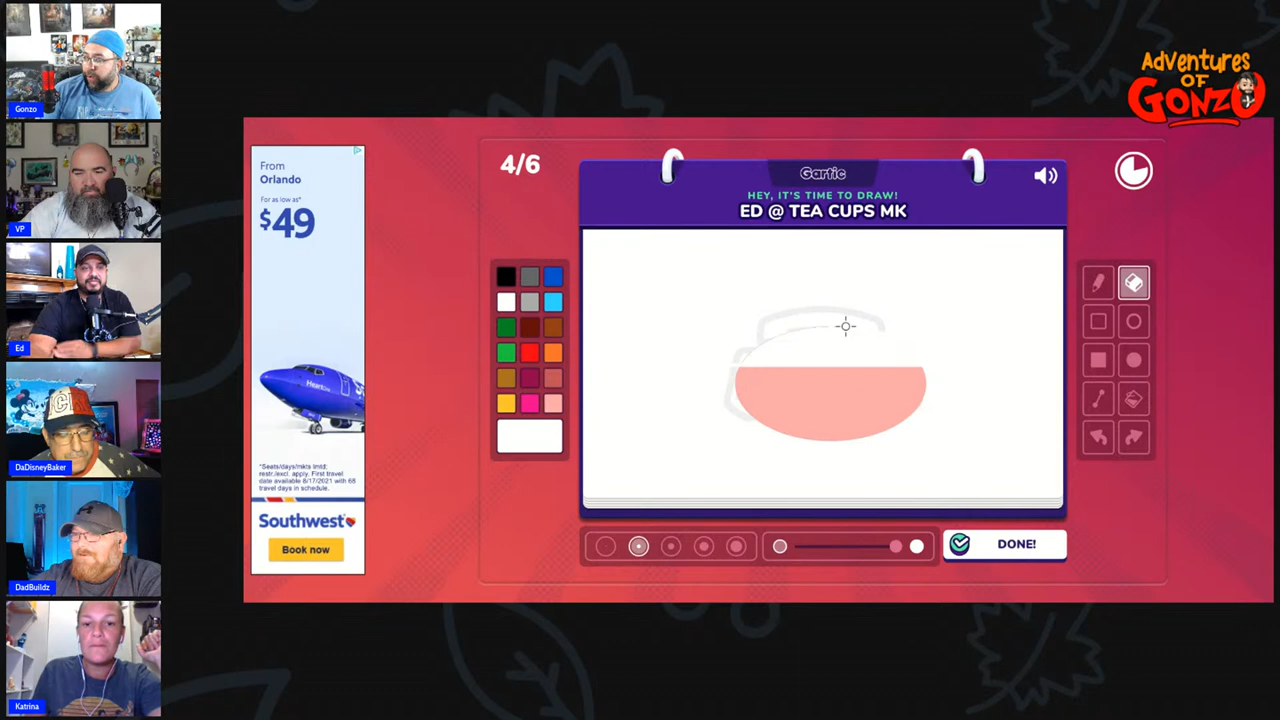 Gonzo
VP
Ed
DaDisneyBaker
DadBuildz
Katrina
From
Orlando
For as low as*
$49
Heart
*Seats/days/mkts lmtd;
restr./excl. apply. First travel
date available 8/17/2021 with 68
travel days in schedule.
Southwest
Book now
4/6
Gartic
HEY, IT'S TIME TO DRAW!
ED @ TEA CUPS MK
DONE!
Adventures
OF
GONZO